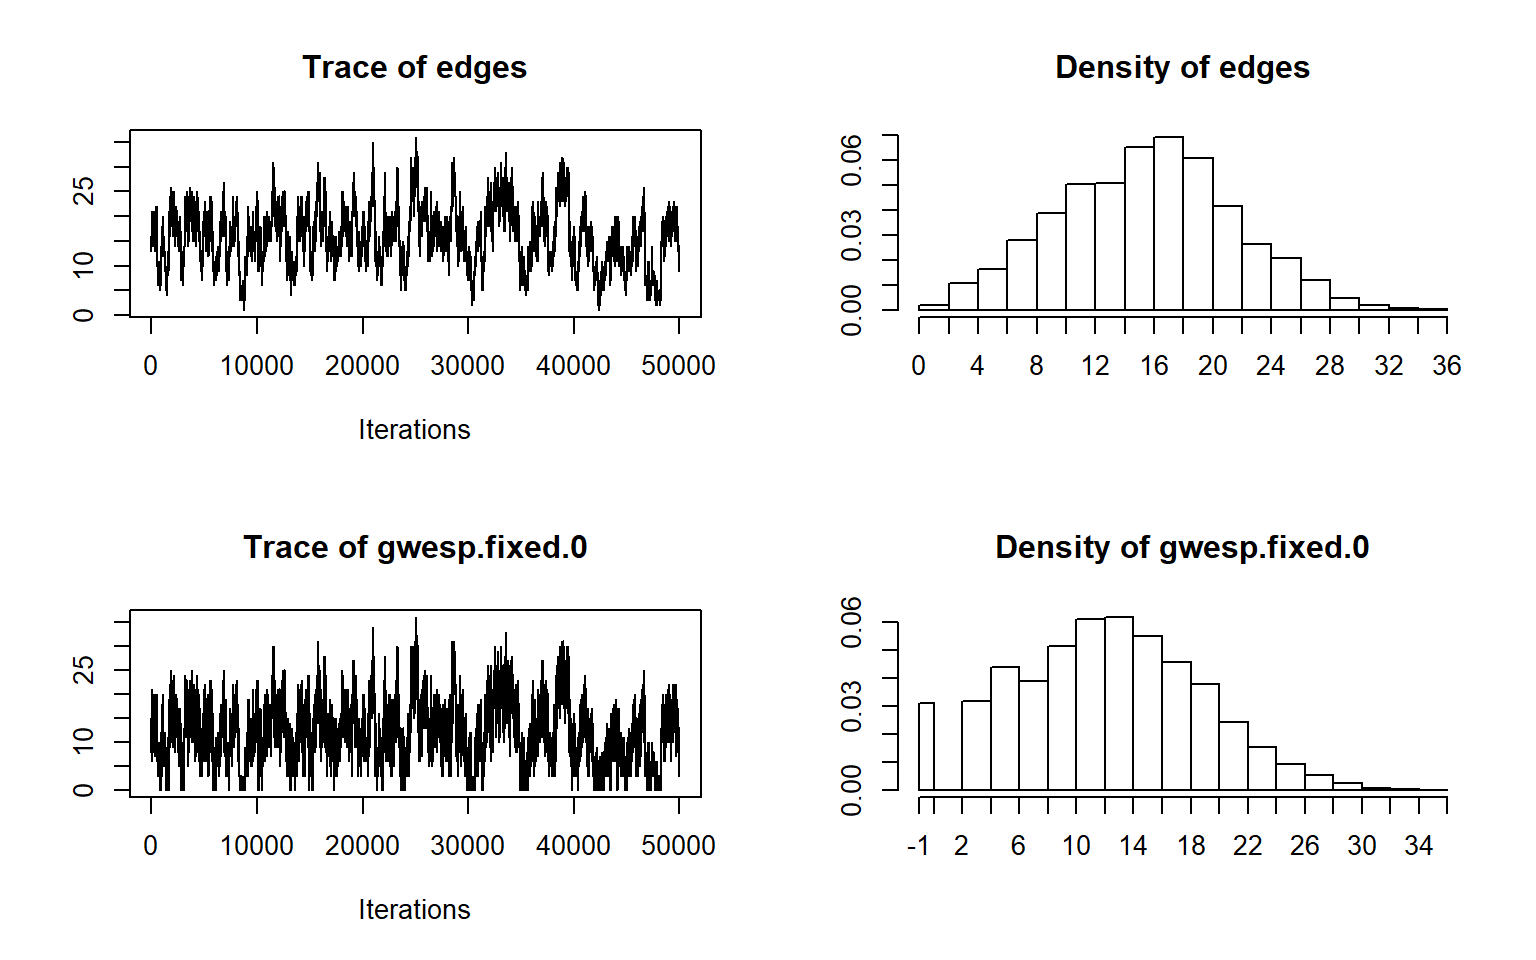 Trace of edges
25
10
0
0 10000 20000 30000 40000 50000
Iterations
Density of edges
0.06
0.03
0.00
0 4 8 12 16 20 24 28 32 36
Trace of gwesp.fixed.0
25
10
0
0 10000 20000 30000 40000 50000
Iterations
Density of gwesp.fixed.0
0.06
0.03
0.00
-1 2 6 10 14 18 22 26 30 34